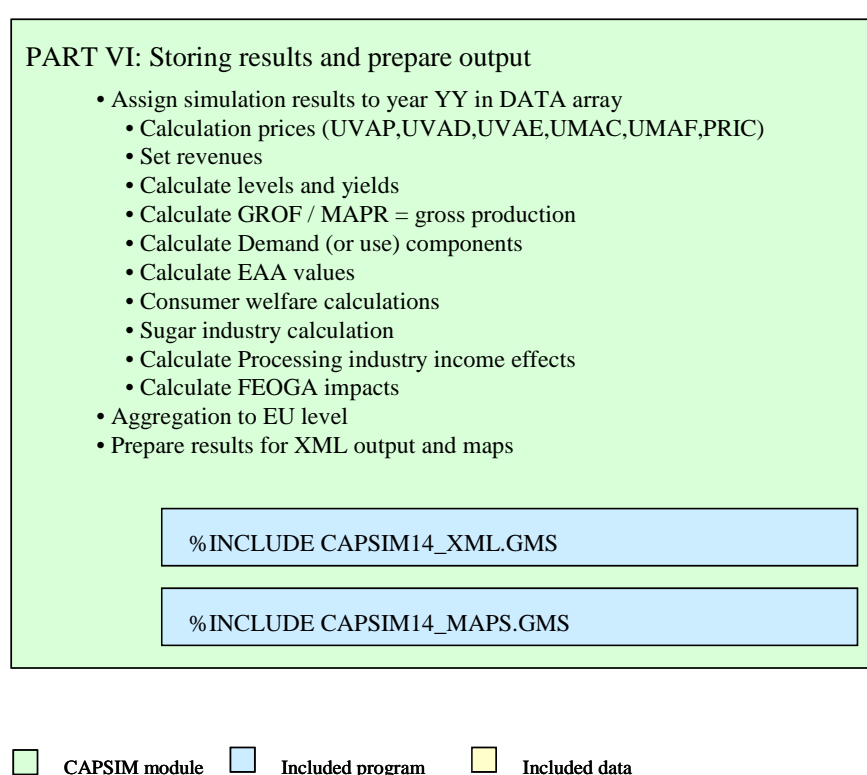 PART VI: Storing results and prepare output
• Assign simulation results to year YY in DATA array
• Calculation prices (UVAP,UVAD,UVAE,UMAC,UMAF,PRIC)
• Set revenues
• Calculate levels and yields
• Calculate GROF / MAPR = gross production
• Calculate Demand (or use) components
• Calculate EAA values
• Consumer welfare calculations
• Sugar industry calculation
• Calculate Processing industry income effects
• Calculate FEOGA impacts
• Aggregation to EU level
• Prepare results for XML output and maps
%INCLUDE CAPSIM14_XML.GMS
%INCLUDE CAPSIM14_MAPS.GMS
CAPSIM module Included program Included data